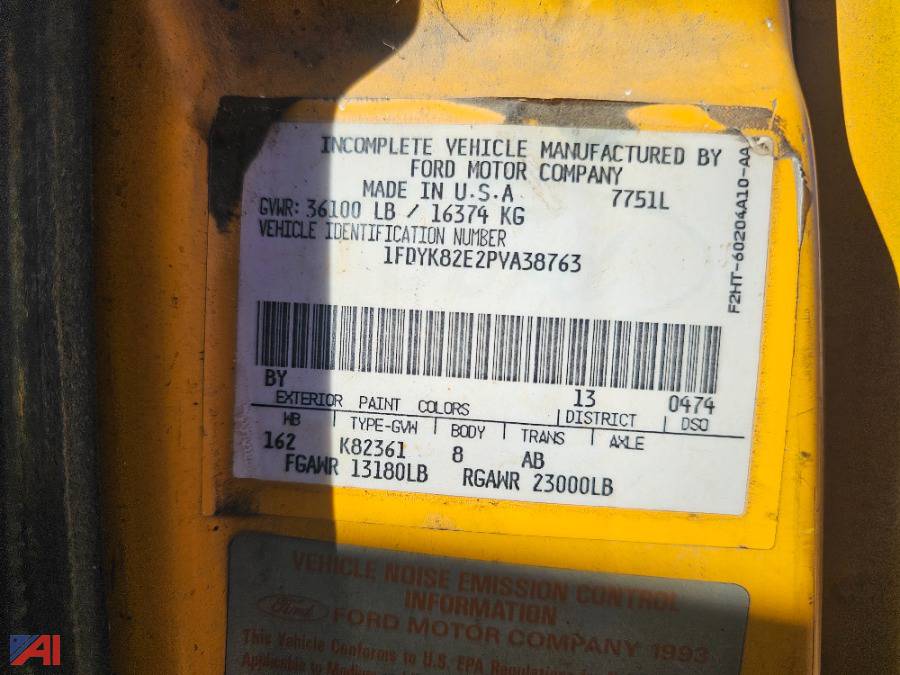 INCOMPLETE VEHICLE MANUFACTURED BY
FORD MOTOR COMPANY
MADE IN U.S.A 7751L
GVWR: 36100 LB / 16374 KG
VEHICLE IDENTIFICATION NUMBER
1FDYK82E2PVA38763
F2HT-60204A10-AA
BY 13 0474
EXTERIOR PAINT COLORS DISTRICT DSO
WB TYPE-GVW BODY TRANS AXLE
162 K82361 8 AB
FGAWR 13180LB RGAWR 23000LB
VEHICLE NOISE EMISSION CONTROL
INFORMATION
Ford FORD MOTOR COMPANY 1993
This Vehicle Conforms to U.S. EPA Regulations
Applicable to
AI